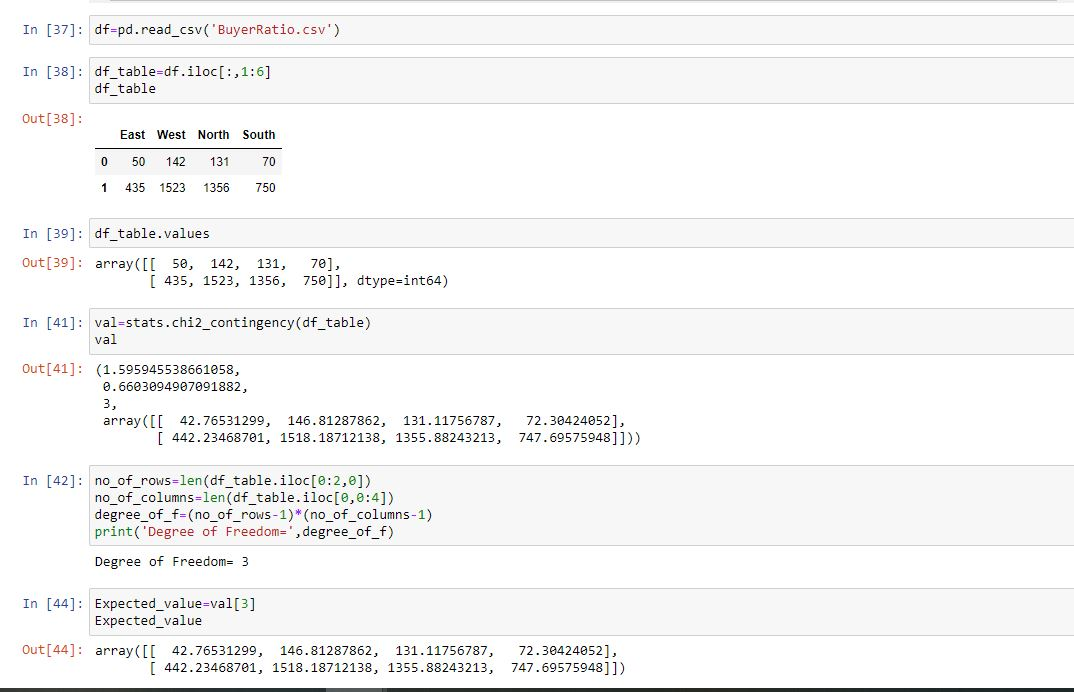 In [37]: df=pd.read_csv('BuyerRatio.csv')
In [38]: df_table=df.iloc[:,1:6]
df_table
Out[38]:
East West North South
0 50 142 131 70
1 435 1523 1356 750
In [39]: df_table.values
Out[39]: array([[  50,  142,  131,   70],
       [ 435, 1523, 1356,  750]], dtype=int64)
In [41]: val=stats.chi2_contingency(df_table)
val
Out[41]: (1.595945538661058,
 0.6603094907091882,
 3,
 array([[  42.76531299,  146.81287862,  131.11756787,   72.30424052],
        [ 442.23468701, 1518.18712138, 1355.88243213,  747.69575948]]))
In [42]: no_of_rows=len(df_table.iloc[0:2,0])
no_of_columns=len(df_table.iloc[0,0:4])
degree_of_f=(no_of_rows-1)*(no_of_columns-1)
print('Degree of Freedom=',degree_of_f)
Degree of Freedom= 3
In [44]: Expected_value=val[3]
Expected_value
Out[44]: array([[  42.76531299,  146.81287862,  131.11756787,   72.30424052],
       [ 442.23468701, 1518.18712138, 1355.88243213,  747.69575948]])